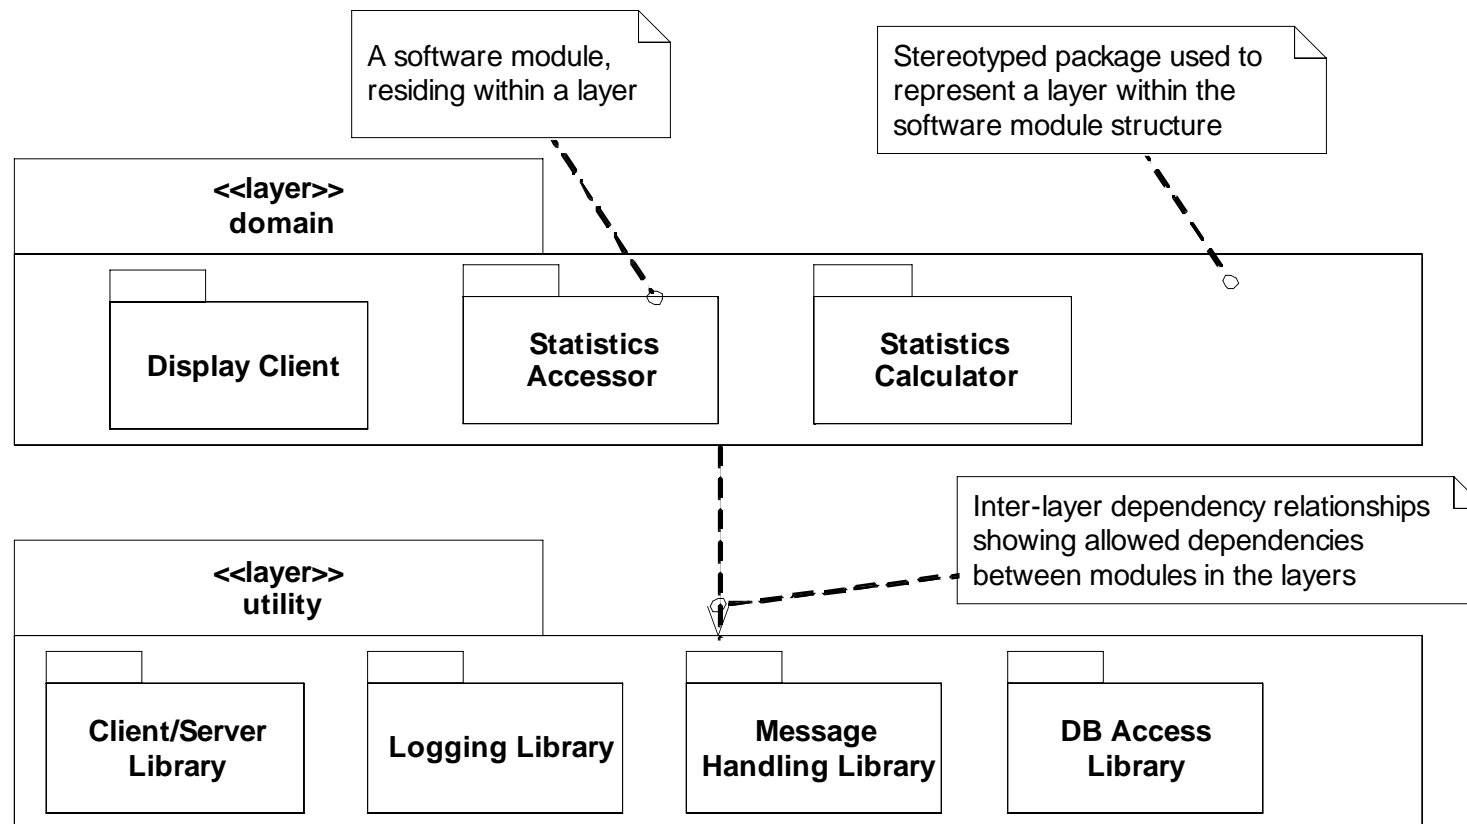 A software module,
residing within a layer
Stereotyped package used to
represent a layer within the
software module structure
<<layer>>
domain
Display Client
Statistics
Accessor
Statistics
Calculator
Inter-layer dependency relationships
showing allowed dependencies
between modules in the layers
<<layer>>
utility
Client/Server
Library
Logging Library
Message
Handling Library
DB Access
Library